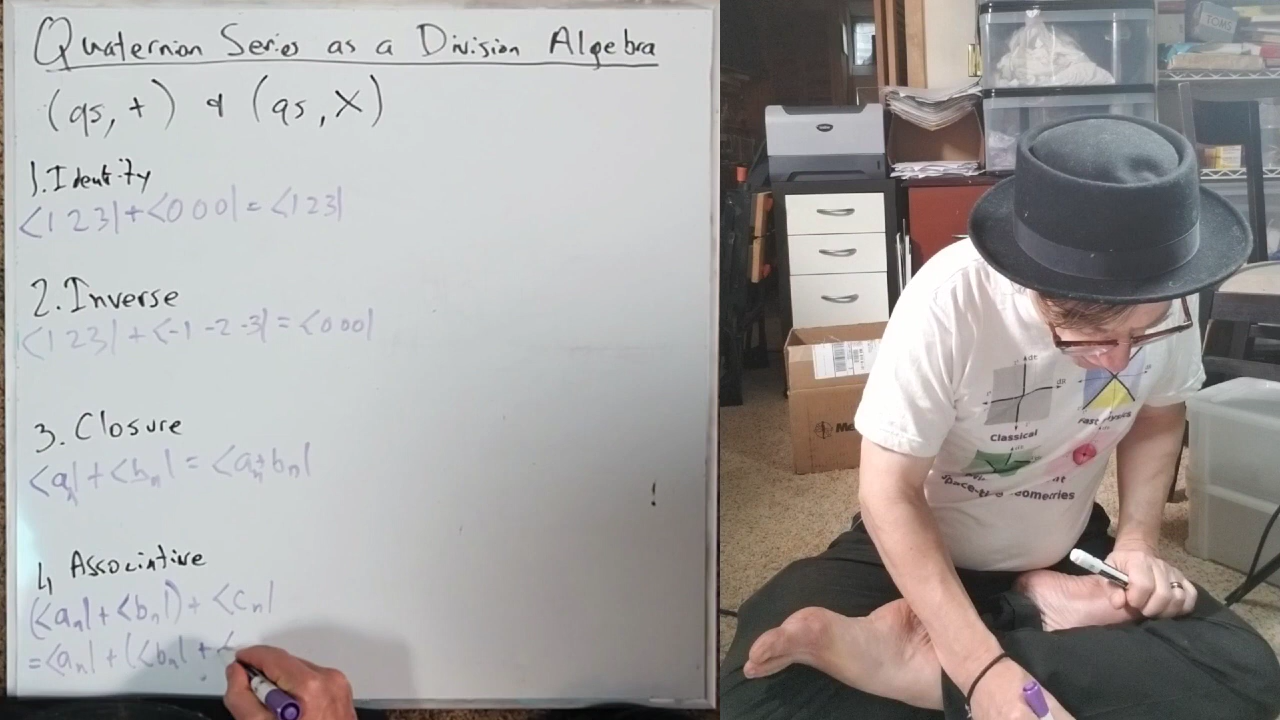 Quaternion Series as a Division Algebra
(qs, +) & (qs, X)
1. Identity
<1 2 3| + <0 0 0| = <1 2 3|
2. Inverse
<1 2 3| + <-1 -2 -3| = <0 0 0|
3. Closure
<aₙ| + <bₙ| = <aₙ+bₙ|
4, Associative
(<aₙ| + <bₙ|) + <cₙ|
= <aₙ| + (<bₙ| + <
!
TOMS
Classical